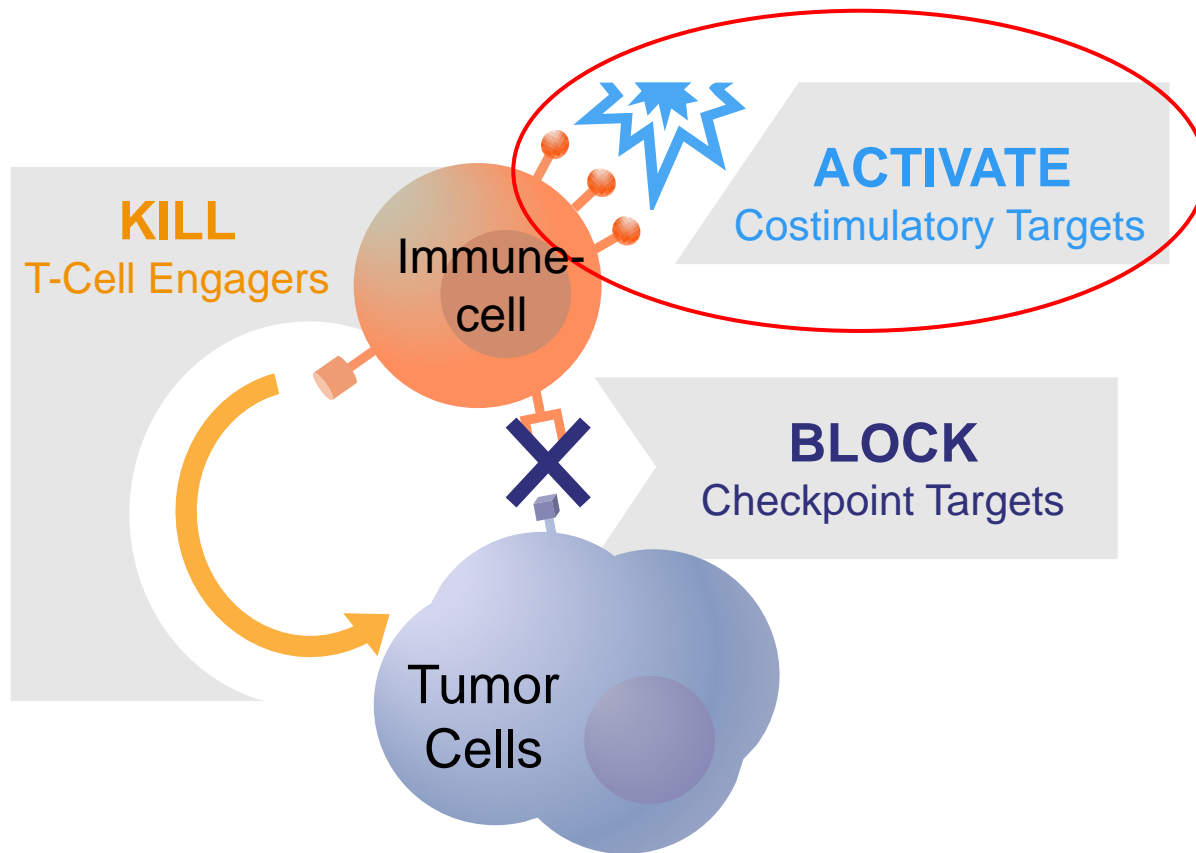 KILL
T-Cell Engagers
Immune-
cell
ACTIVATE
Costimulatory Targets
BLOCK
Checkpoint Targets
Tumor
Cells